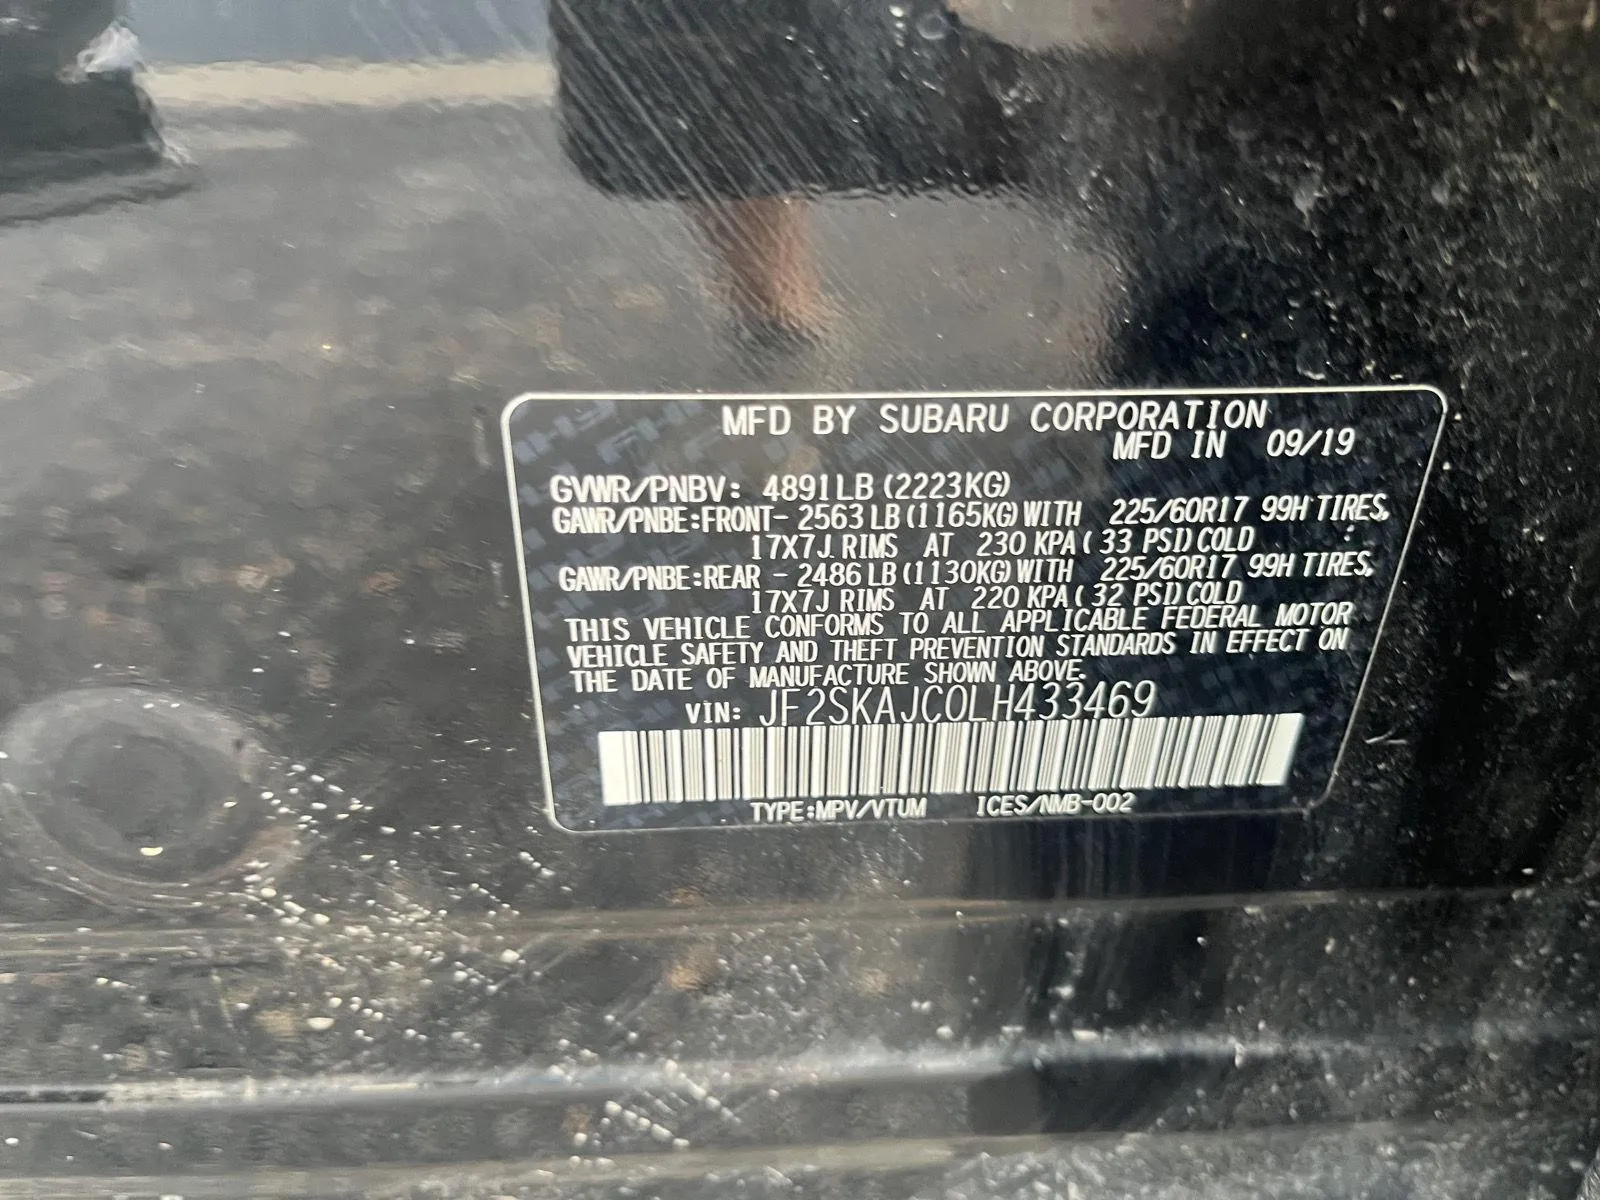 MFD BY SUBARU CORPORATION
MFD IN 09/19
GVWR/PNBV: 4891LB (2223KG)
GAWR/PNBE:FRONT- 2563LB(1165KG)WITH 225/60R17 99H TIRES,
17X7J RIMS AT 230 KPA( 33 PSI)COLD
GAWR/PNBE:REAR - 2486LB(1130KG)WITH 225/60R17 99H TIRES,
17X7J RIMS AT 220 KPA( 32 PSI)COLD
THIS VEHICLE CONFORMS TO ALL APPLICABLE FEDERAL MOTOR
VEHICLE SAFETY AND THEFT PREVENTION STANDARDS IN EFFECT ON
THE DATE OF MANUFACTURE SHOWN ABOVE.
VIN: JF2SKAJC0LH433469
TYPE:MPV/VTUM ICES/NMB-002